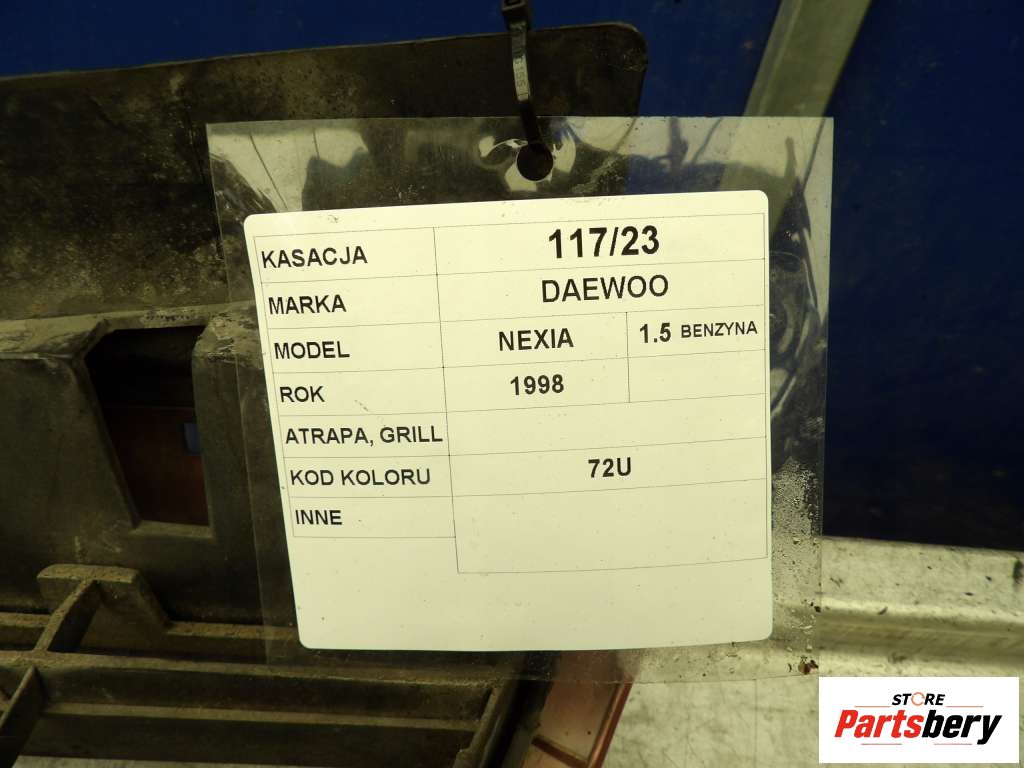 KASACJA 117/23
MARKA DAEWOO
MODEL NEXIA 1.5 BENZYNA
ROK 1998
ATRAPA, GRILL
KOD KOLORU 72U
INNE
STORE
Partsbery